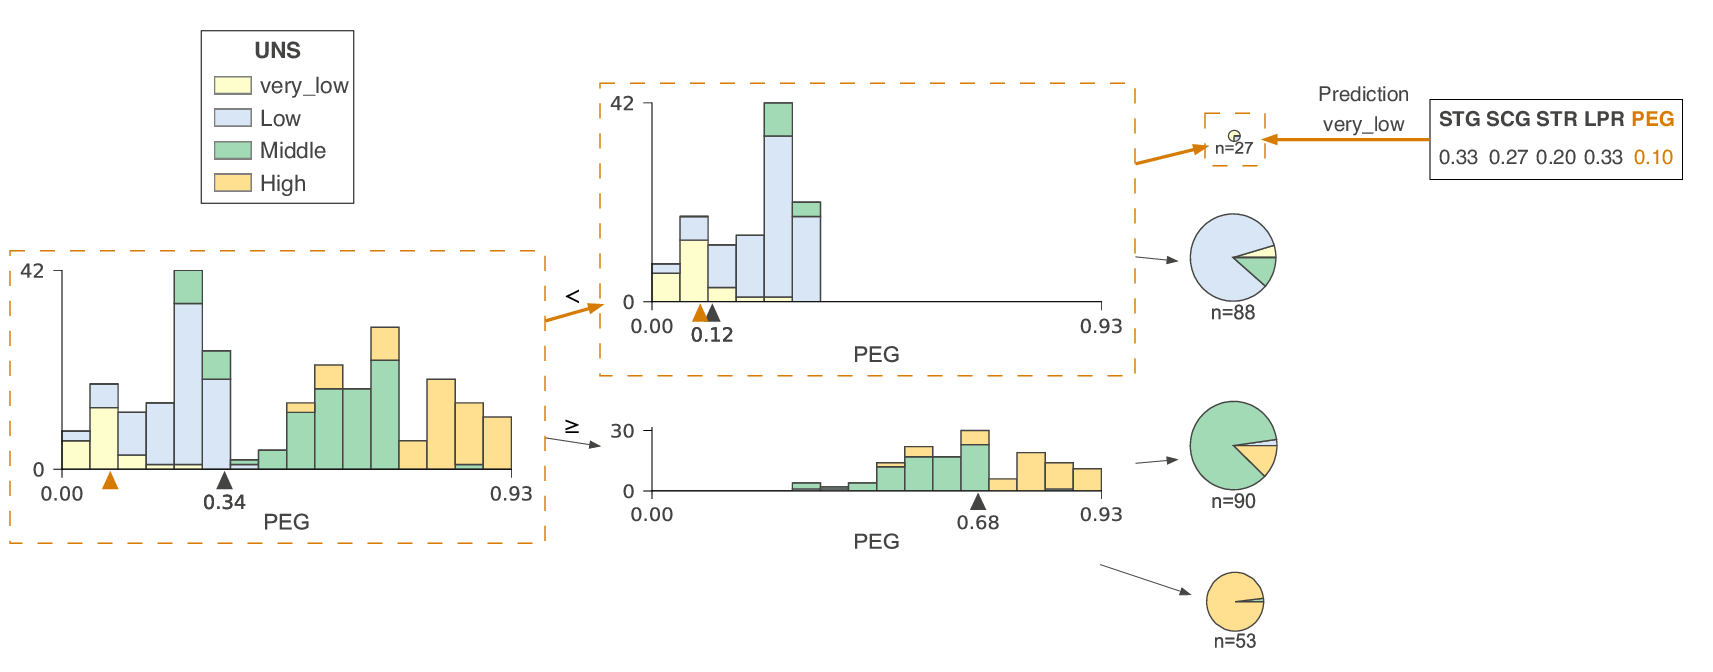 UNS
very_low
Low
Middle
High
42
0
0.00
0.34
0.93
PEG
<
≥
42
0
0.00
0.12
0.93
PEG
30
0
0.00
0.68
0.93
PEG
n=27
n=88
n=90
n=53
Prediction
very_low
STG SCG STR LPR PEG
0.33 0.27 0.20 0.33 0.10